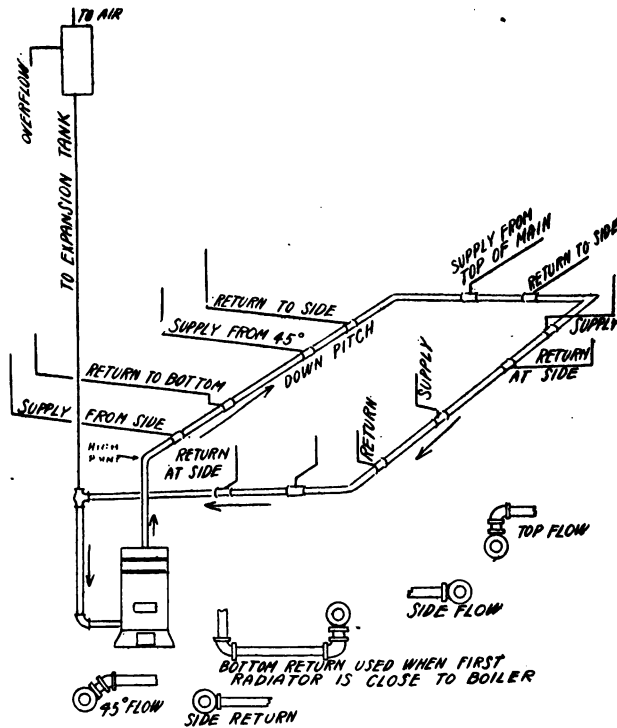 TO AIR
OVERFLOW
TO EXPANSION TANK
SUPPLY FROM
TOP OF MAIN
RETURN TO SIDE
RETURN TO SIDE
SUPPLY FROM 45°
DOWN PITCH
SUPPLY
RETURN
AT SIDE
RETURN TO BOTTOM
SUPPLY
SUPPLY FROM SIDE
HIGH
POINT
RETURN
AT SIDE
RETURN
TOP FLOW
SIDE FLOW
BOTTOM RETURN USED WHEN FIRST
RADIATOR IS CLOSE TO BOILER
45° FLOW
SIDE RETURN